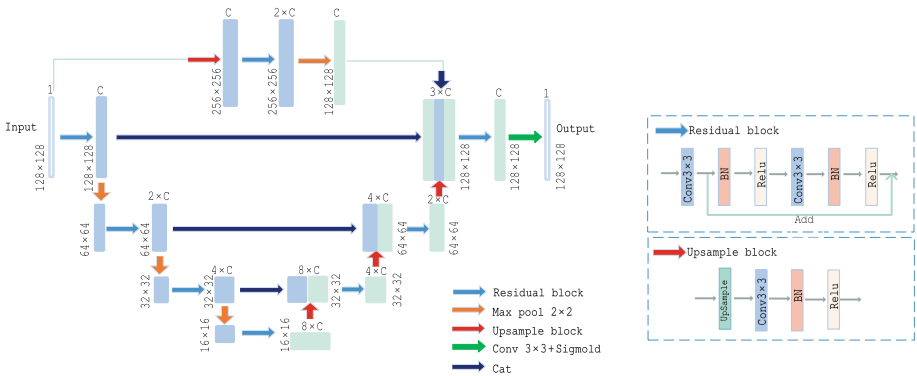 C
2×C
C
256×256
256×256
128×128
Input
1
128×128
C
128×128
3×C
128×128
C
128×128
1
128×128
Output
64×64
2×C
64×64
4×C
64×64
2×C
64×64
32×32
4×C
32×32
8×C
32×32
4×C
32×32
16×16
16×16
8×C
Residual block
Max pool 2×2
Upsample block
Conv 3×3+Sigmold
Cat
Residual block
Conv3×3
BN
Relu
Conv3×3
BN
Relu
Add
Upsample block
UpSample
Conv3×3
BN
Relu